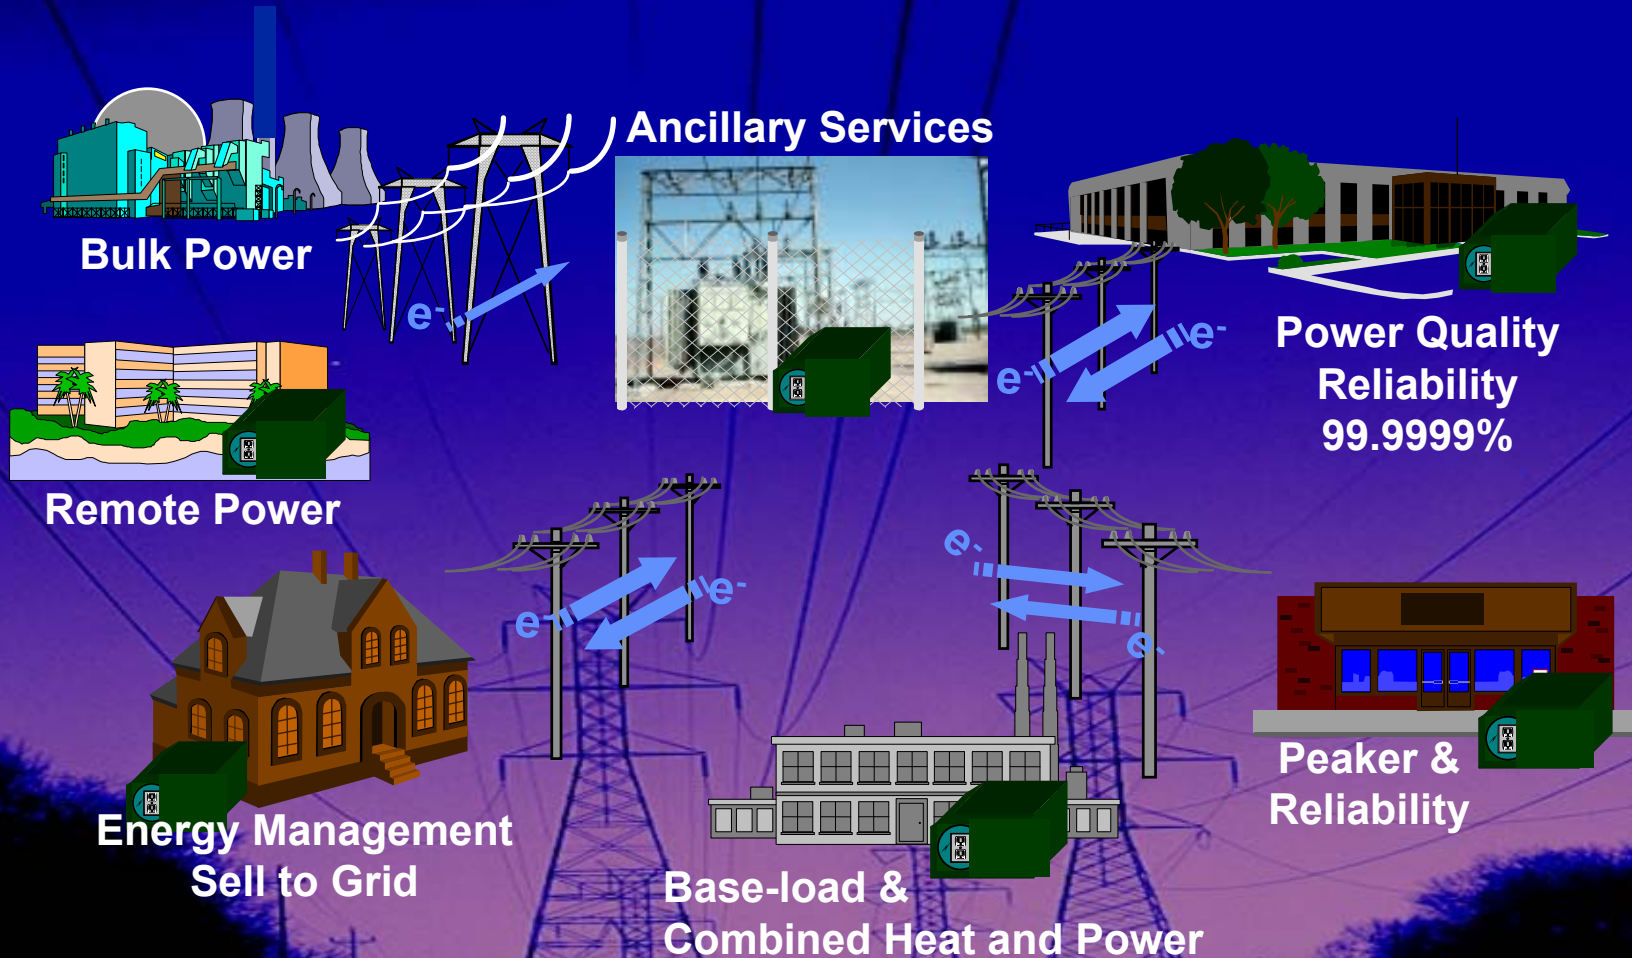 Ancillary Services
Bulk Power
e-
e-
e-
Power Quality
Reliability
99.9999%
Remote Power
e-
e-
e-
e-
Energy Management
Sell to Grid
Peaker &
Reliability
Base-load &
Combined Heat and Power